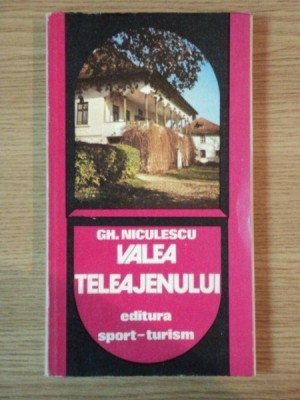 GH. NICULESCU
VALEA
TELEAJENULUI
editura
sport-turism